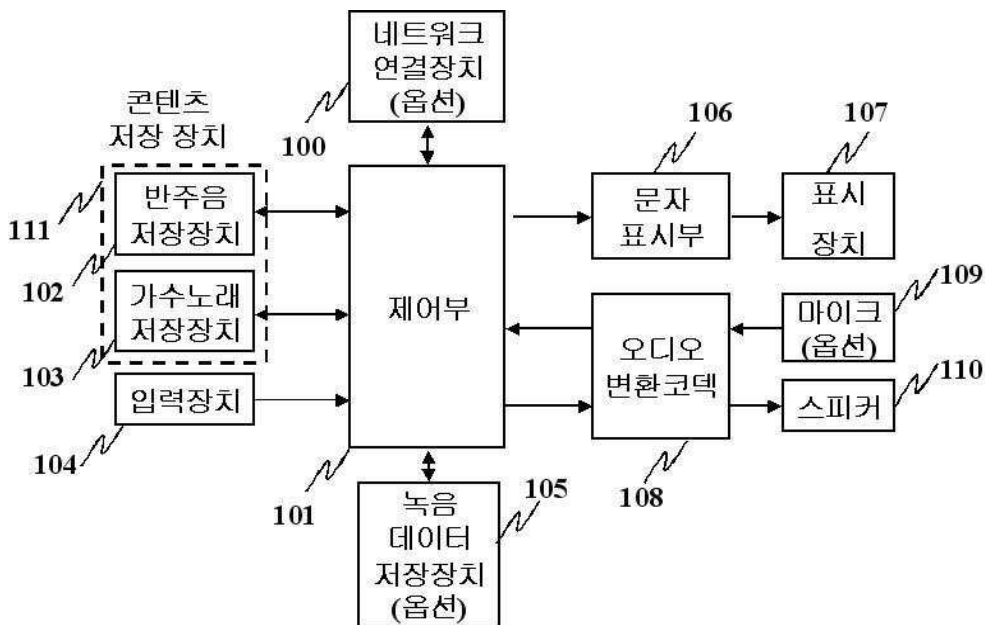 네트워크
연결장치
(옵션)
100
콘텐츠
저장 장치
111
반주음
저장장치
102
가수노래
저장장치
103
입력장치
104
제어부
101
녹음
데이터
저장장치
(옵션)
105
106
문자
표시부
107
표시
장치
오디오
변환코덱
108
109
마이크
(옵션)
110
스피커